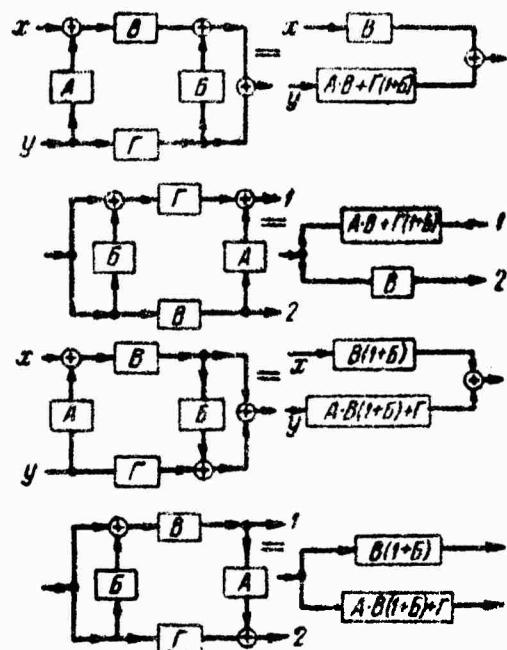 x В Б = x В
А
y Г y А·В+Г(1+Б)
Г 1 = А·В+Г(1+Б) 1
Б А
В 2 В 2
x В = x В(1+Б)
А Б
y Г y А·В(1+Б)+Г
В 1 = В(1+Б)
Б А
Г 2 А·В(1+Б)+Г